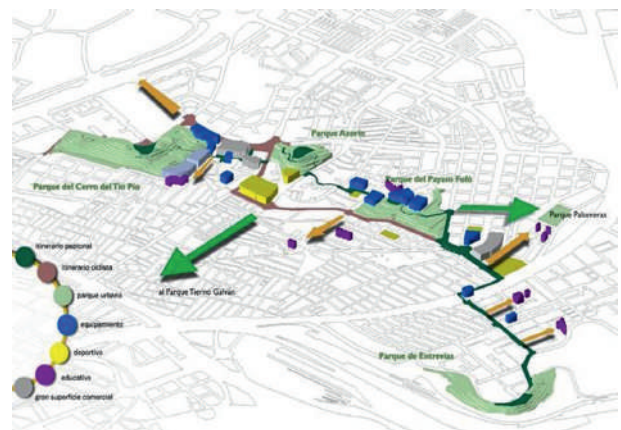 Parque Azorín
Parque del Cerro del Tío Pío
Parque del Payaso Fofó
Parque Palomeras
al Parque Tierno Galván
Parque de Entrevías
itinerario peatonal
itinerario ciclista
parque urbano
equipamiento
deportivo
educativo
gran superficie comercial